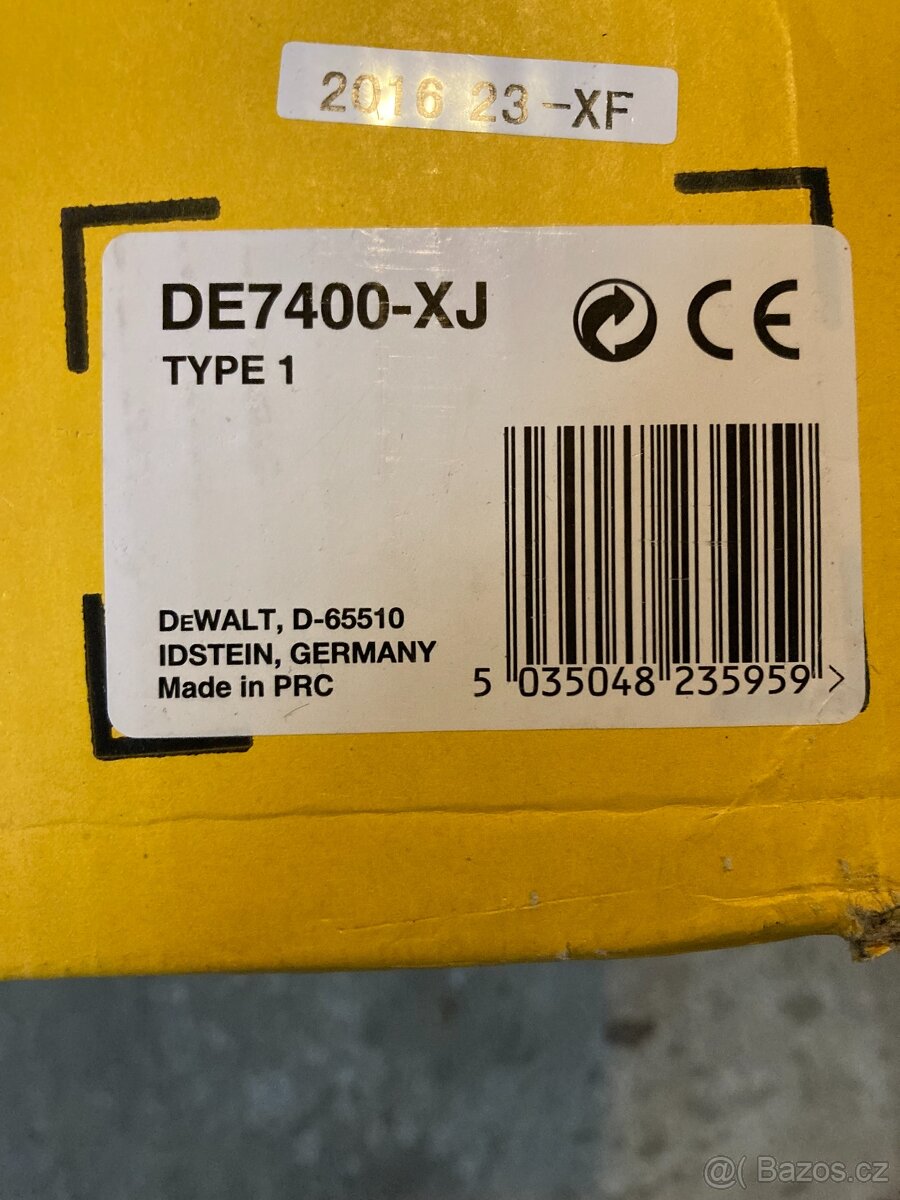 2016 23-XF
DE7400-XJ
TYPE 1
CE
DEWALT, D-65510
IDSTEIN, GERMANY
Made in PRC
5 035048 235959 >
@( Bazos.cz